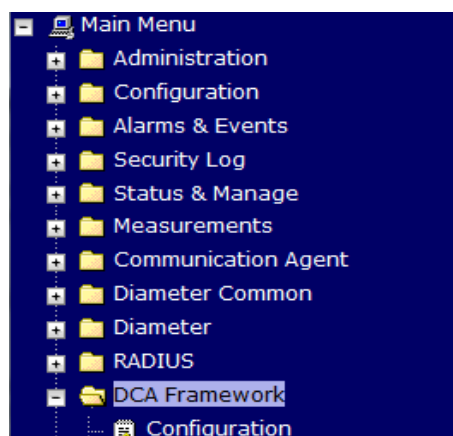 Main Menu
Administration
Configuration
Alarms & Events
Security Log
Status & Manage
Measurements
Communication Agent
Diameter Common
Diameter
RADIUS
DCA Framework
Configuration